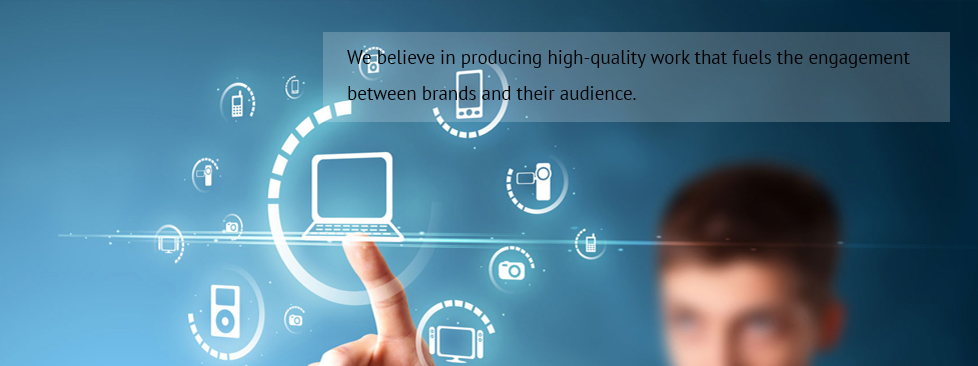 We believe in producing high-quality work that fuels the engagement
between brands and their audience.